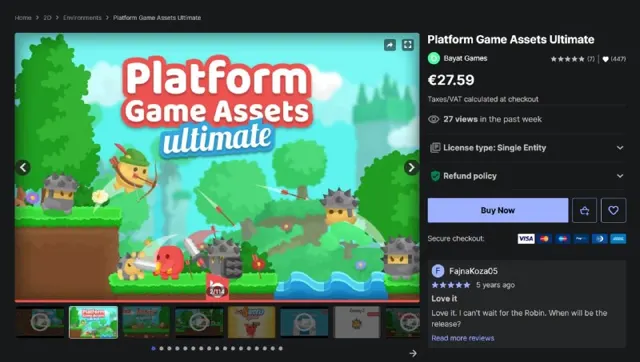 Home > 2D > Environments > Platform Game Assets Ultimate
Platform
Game Assets
ultimate
2/114
Platform Game Assets Ultimate
Bayat Games
(7) | (447)
€27.59
Taxes/VAT calculated at checkout
27 views in the past week
License type: Single Entity
Refund policy
Buy Now
Secure checkout:
VISA
F FajnaKoza05
5 years ago
Love it
Love it. I can't wait for the Robin. When will be the
release?
Read more reviews